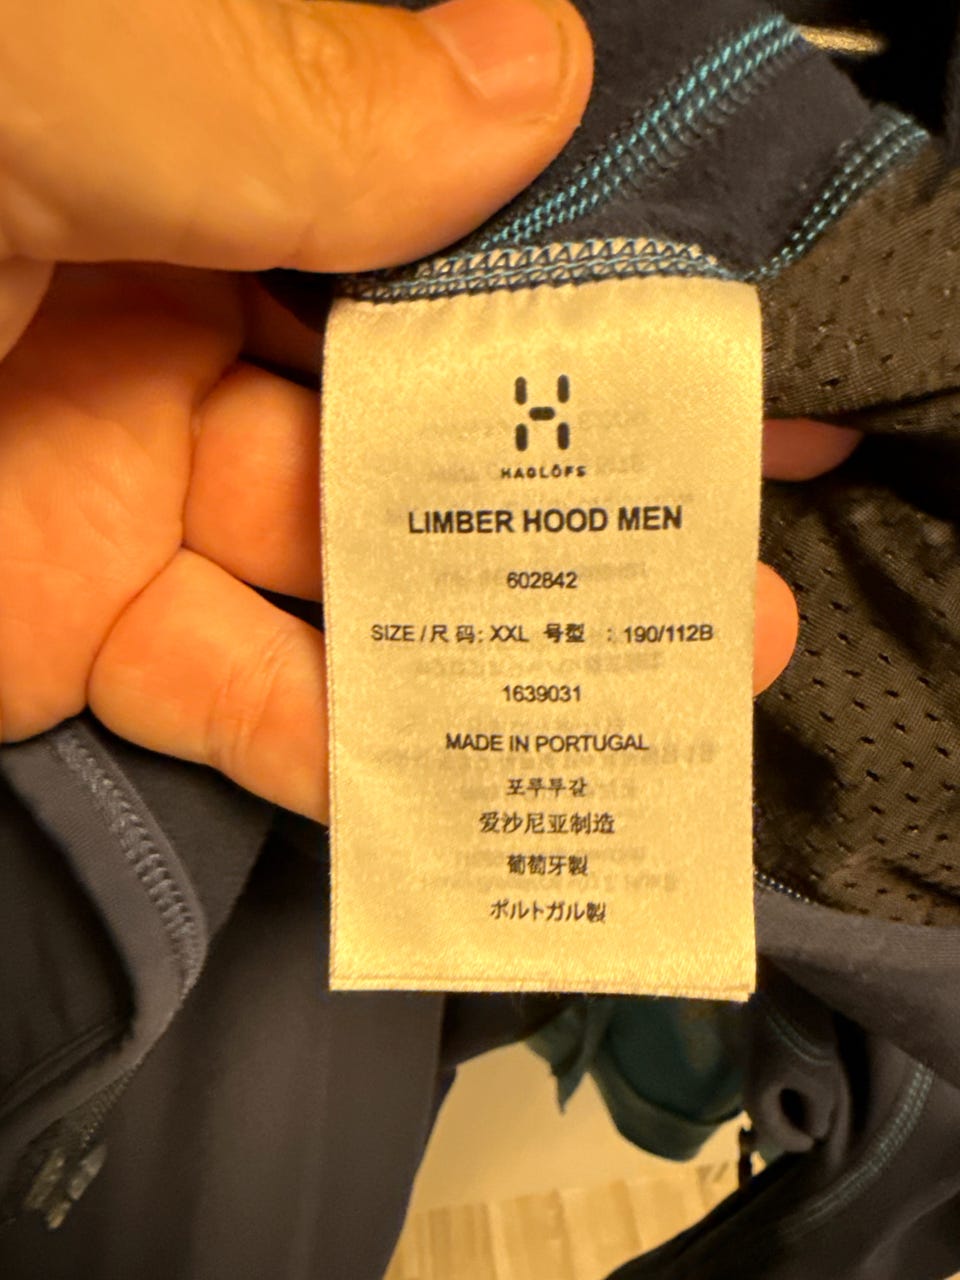 HAGLÖFS
LIMBER HOOD MEN
602842
SIZE / 尺 码: XXL 号型 : 190/112B
1639031
MADE IN PORTUGAL
포루투갈
爱沙尼亚制造
葡萄牙製
ポルトガル製